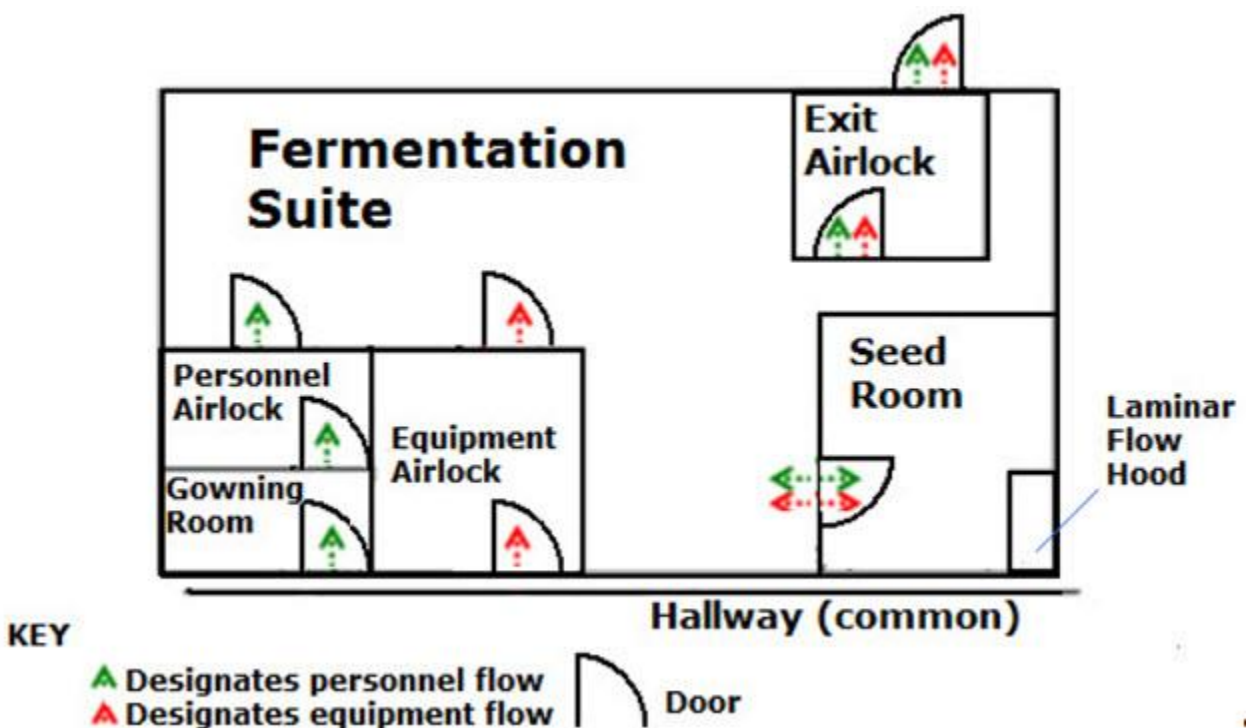 Fermentation
Suite
Exit
Airlock
Personnel
Airlock
Equipment
Airlock
Gowning
Room
Seed
Room
Laminar
Flow
Hood
Hallway (common)
KEY
Designates personnel flow
Designates equipment flow
Door